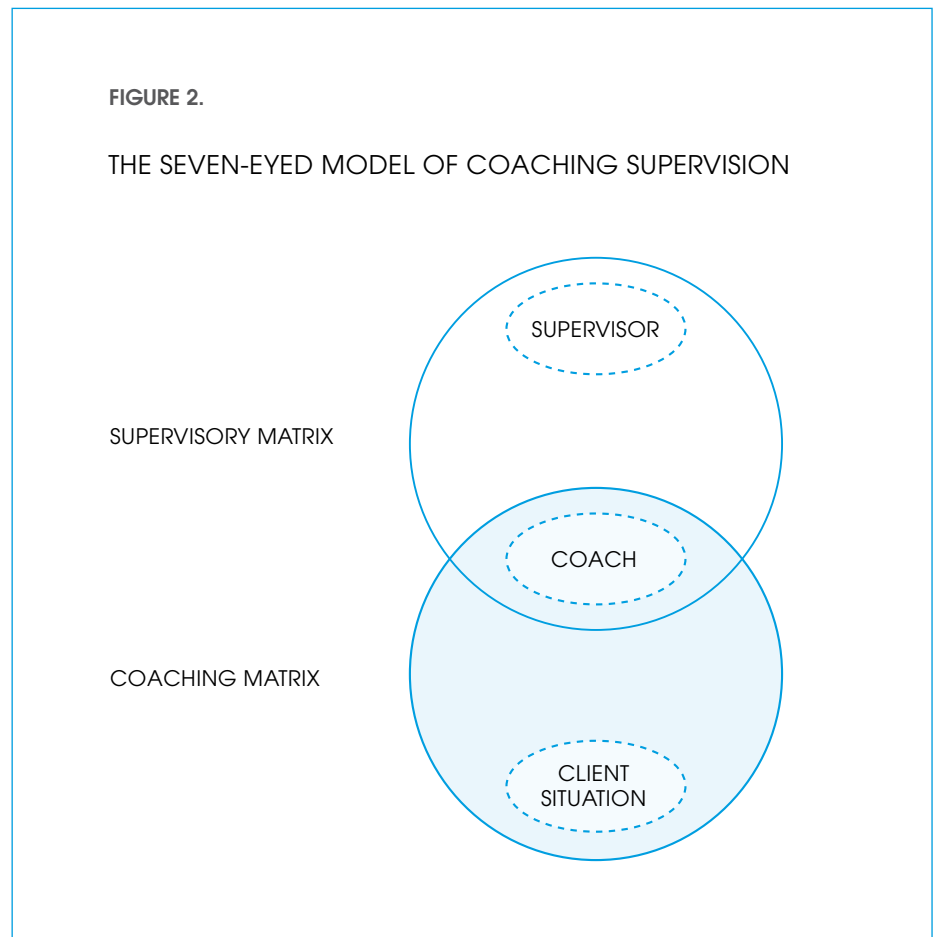 FIGURE 2.
THE SEVEN-EYED MODEL OF COACHING SUPERVISION
SUPERVISOR
SUPERVISORY MATRIX
COACH
COACHING MATRIX
CLIENT
SITUATION